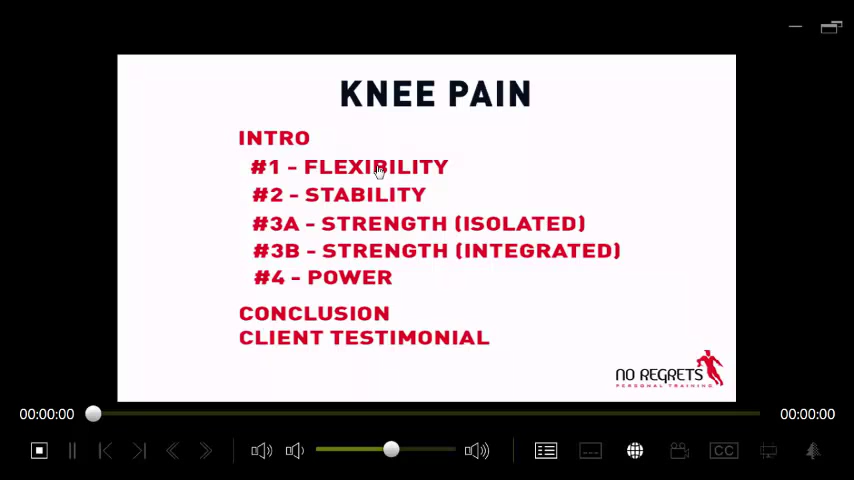 KNEE PAIN
INTRO
#1 - FLEXIBILITY
#2 - STABILITY
#3A - STRENGTH (ISOLATED)
#3B - STRENGTH (INTEGRATED)
#4 - POWER
CONCLUSION
CLIENT TESTIMONIAL
NO REGRETS
PERSONAL TRAINING
00:00:00
00:00:00
CC